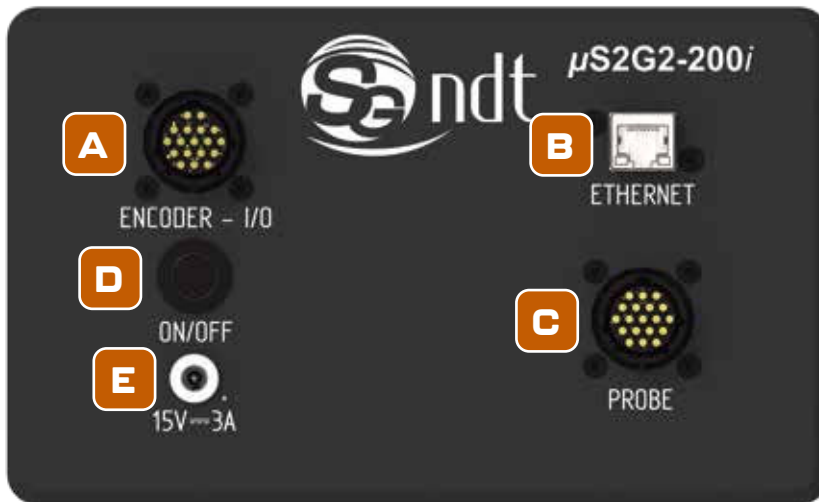 SG ndt
µS2G2-200i
A
ENCODER - I/O
B
ETHERNET
D
ON/OFF
C
E
15V⎓3A
PROBE